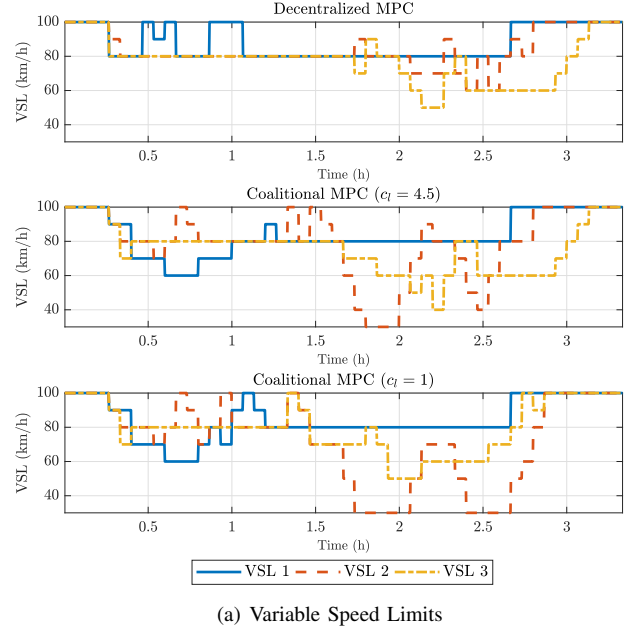 Decentralized MPC
100
80
60
40
VSL (km/h)
0.5 1 1.5 2 2.5 3
Time (h)
Coalitional MPC (c_l = 4.5)
100
80
60
40
VSL (km/h)
0.5 1 1.5 2 2.5 3
Time (h)
Coalitional MPC (c_l = 1)
100
80
60
40
VSL (km/h)
0.5 1 1.5 2 2.5 3
Time (h)
VSL 1 VSL 2 VSL 3
(a) Variable Speed Limits